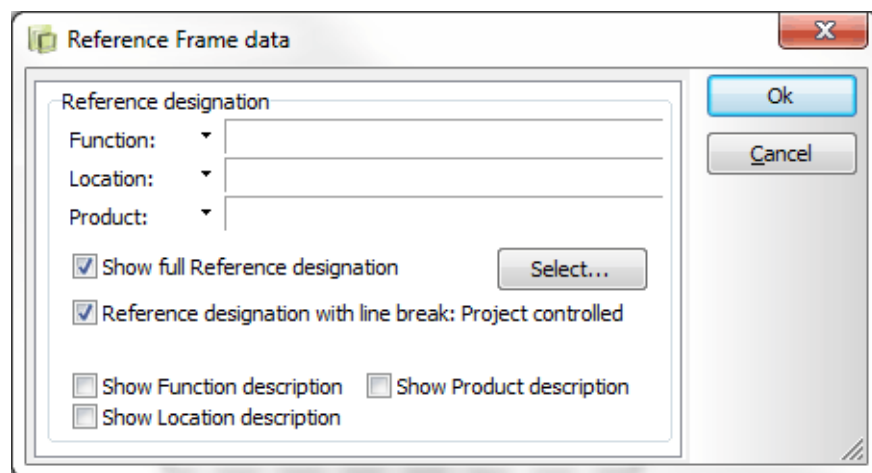 Reference Frame data
Reference designation
Function:
Location:
Product:
Show full Reference designation
Select...
Reference designation with line break: Project controlled
Show Function description Show Product description
Show Location description
Ok
Cancel